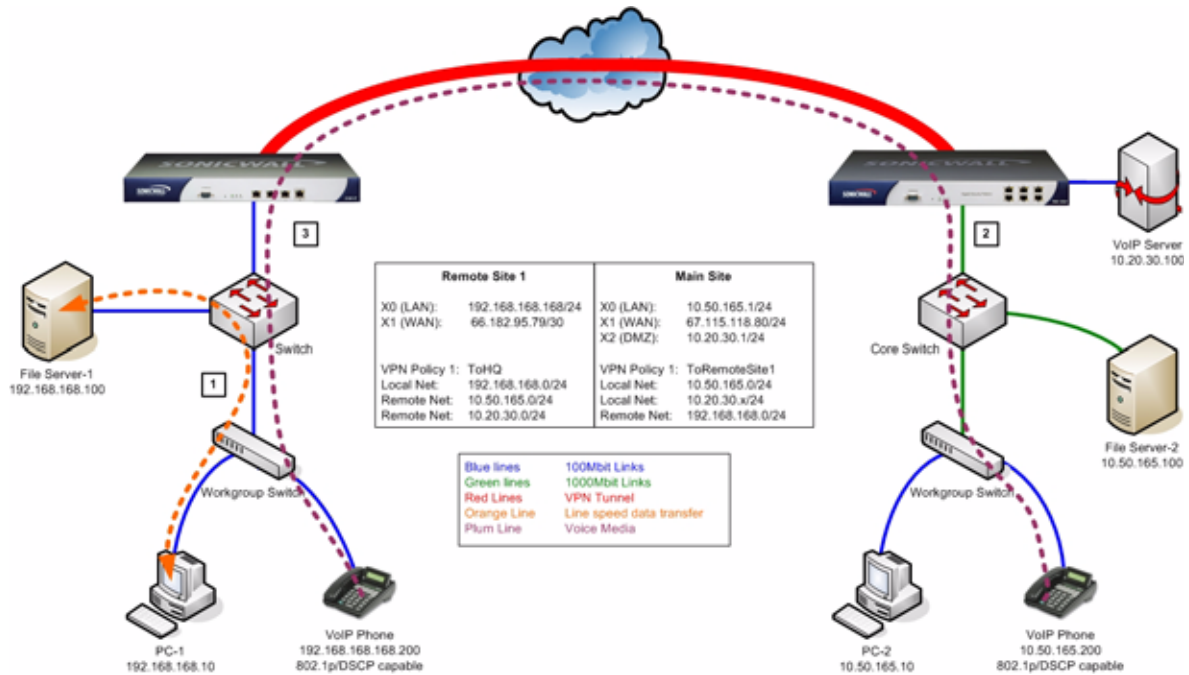 SONICWALL
SONICWALL
SONICWALL
SONICWALL
3
2
VoIP Server
10.20.30.100
Remote Site 1
X0 (LAN): 192.168.168.168/24
X1 (WAN): 66.182.95.79/30
VPN Policy 1: ToHQ
Local Net: 192.168.168.0/24
Remote Net: 10.50.165.0/24
Remote Net: 10.20.30.0/24
Main Site
X0 (LAN): 10.50.165.1/24
X1 (WAN): 67.115.118.80/24
X2 (DMZ): 10.20.30.1/24
VPN Policy 1: ToRemoteSite1
Local Net: 10.50.165.0/24
Local Net: 10.20.30.x/24
Remote Net: 192.168.168.0/24
File Server-1
192.168.168.100
Switch
1
Core Switch
File Server-2
10.50.165.100
Workgroup Switch
Blue lines 100Mbit Links
Green lines 1000Mbit Links
Red Lines VPN Tunnel
Orange Line Line speed data transfer
Plum Line Voice Media
Workgroup Switch
PC-1
192.168.168.10
VoIP Phone
192.168.168.168.200
802.1p/DSCP capable
PC-2
10.50.165.10
VoIP Phone
10.50.165.200
802.1p/DSCP capable